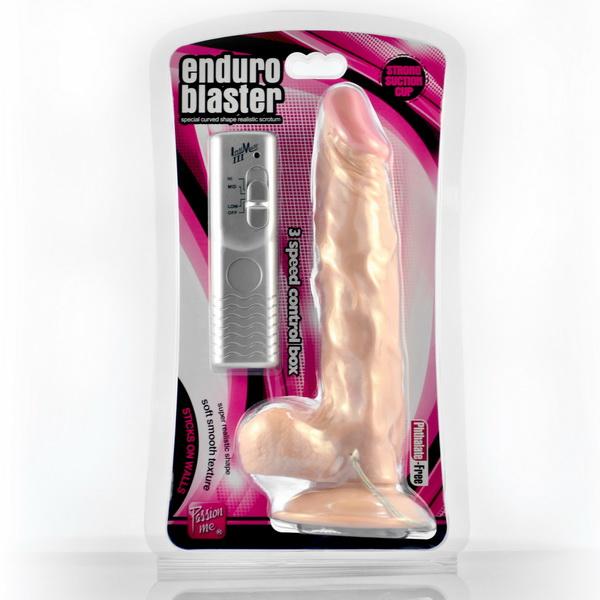 enduro
blaster
special curved shape realistic scrotum
STRONG
SUCTION
CUP
III
HI
MID
LOW
OFF
3 speed control box
super realistic shape
soft smooth texture
STICKS ON WALLS
Phthalate-Free
Passion
me ®